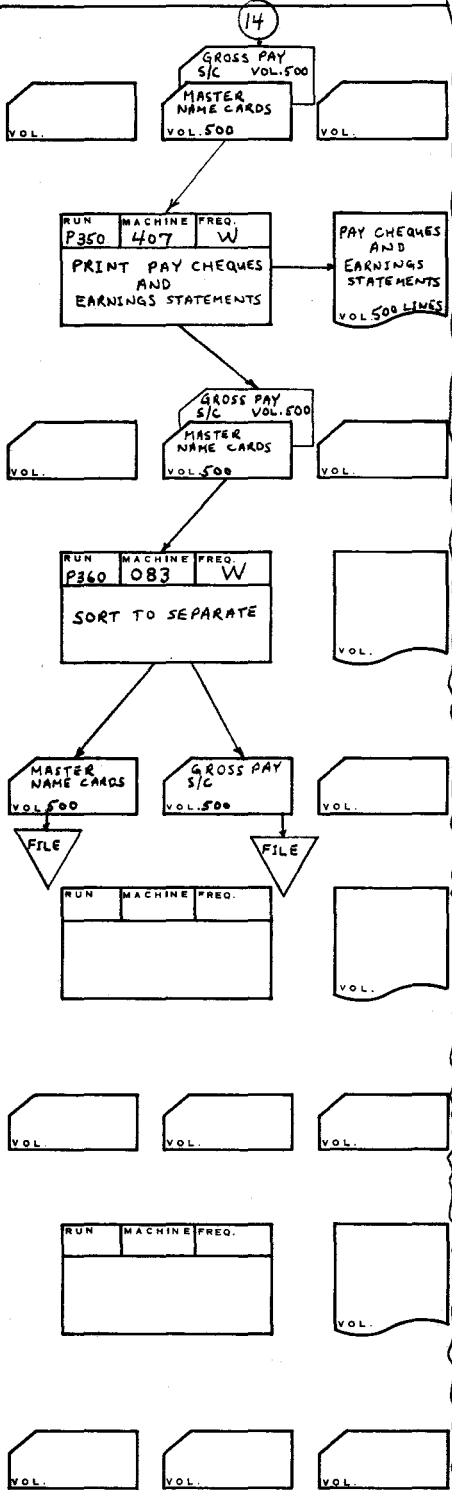 14
GROSS PAY
S/C VOL.500
MASTER
NAME CARDS
VOL. VOL.500 VOL.
RUN MACHINE FREQ.
P350 407 W
PRINT PAY CHEQUES
AND
EARNINGS STATEMENTS
PAY CHEQUES
AND
EARNINGS
STATEMENTS
VOL.500 LINES
GROSS PAY
S/C VOL.500
MASTER
NAME CARDS
VOL. VOL.500 VOL.
RUN MACHINE FREQ.
P360 083 W
SORT TO SEPARATE
VOL.
MASTER
NAME CARDS
VOL.500
GROSS PAY
S/C
VOL.500
VOL.
FILE
FILE
RUN MACHINE FREQ.
VOL.
VOL. VOL. VOL.
RUN MACHINE FREQ.
VOL.
VOL. VOL. VOL.